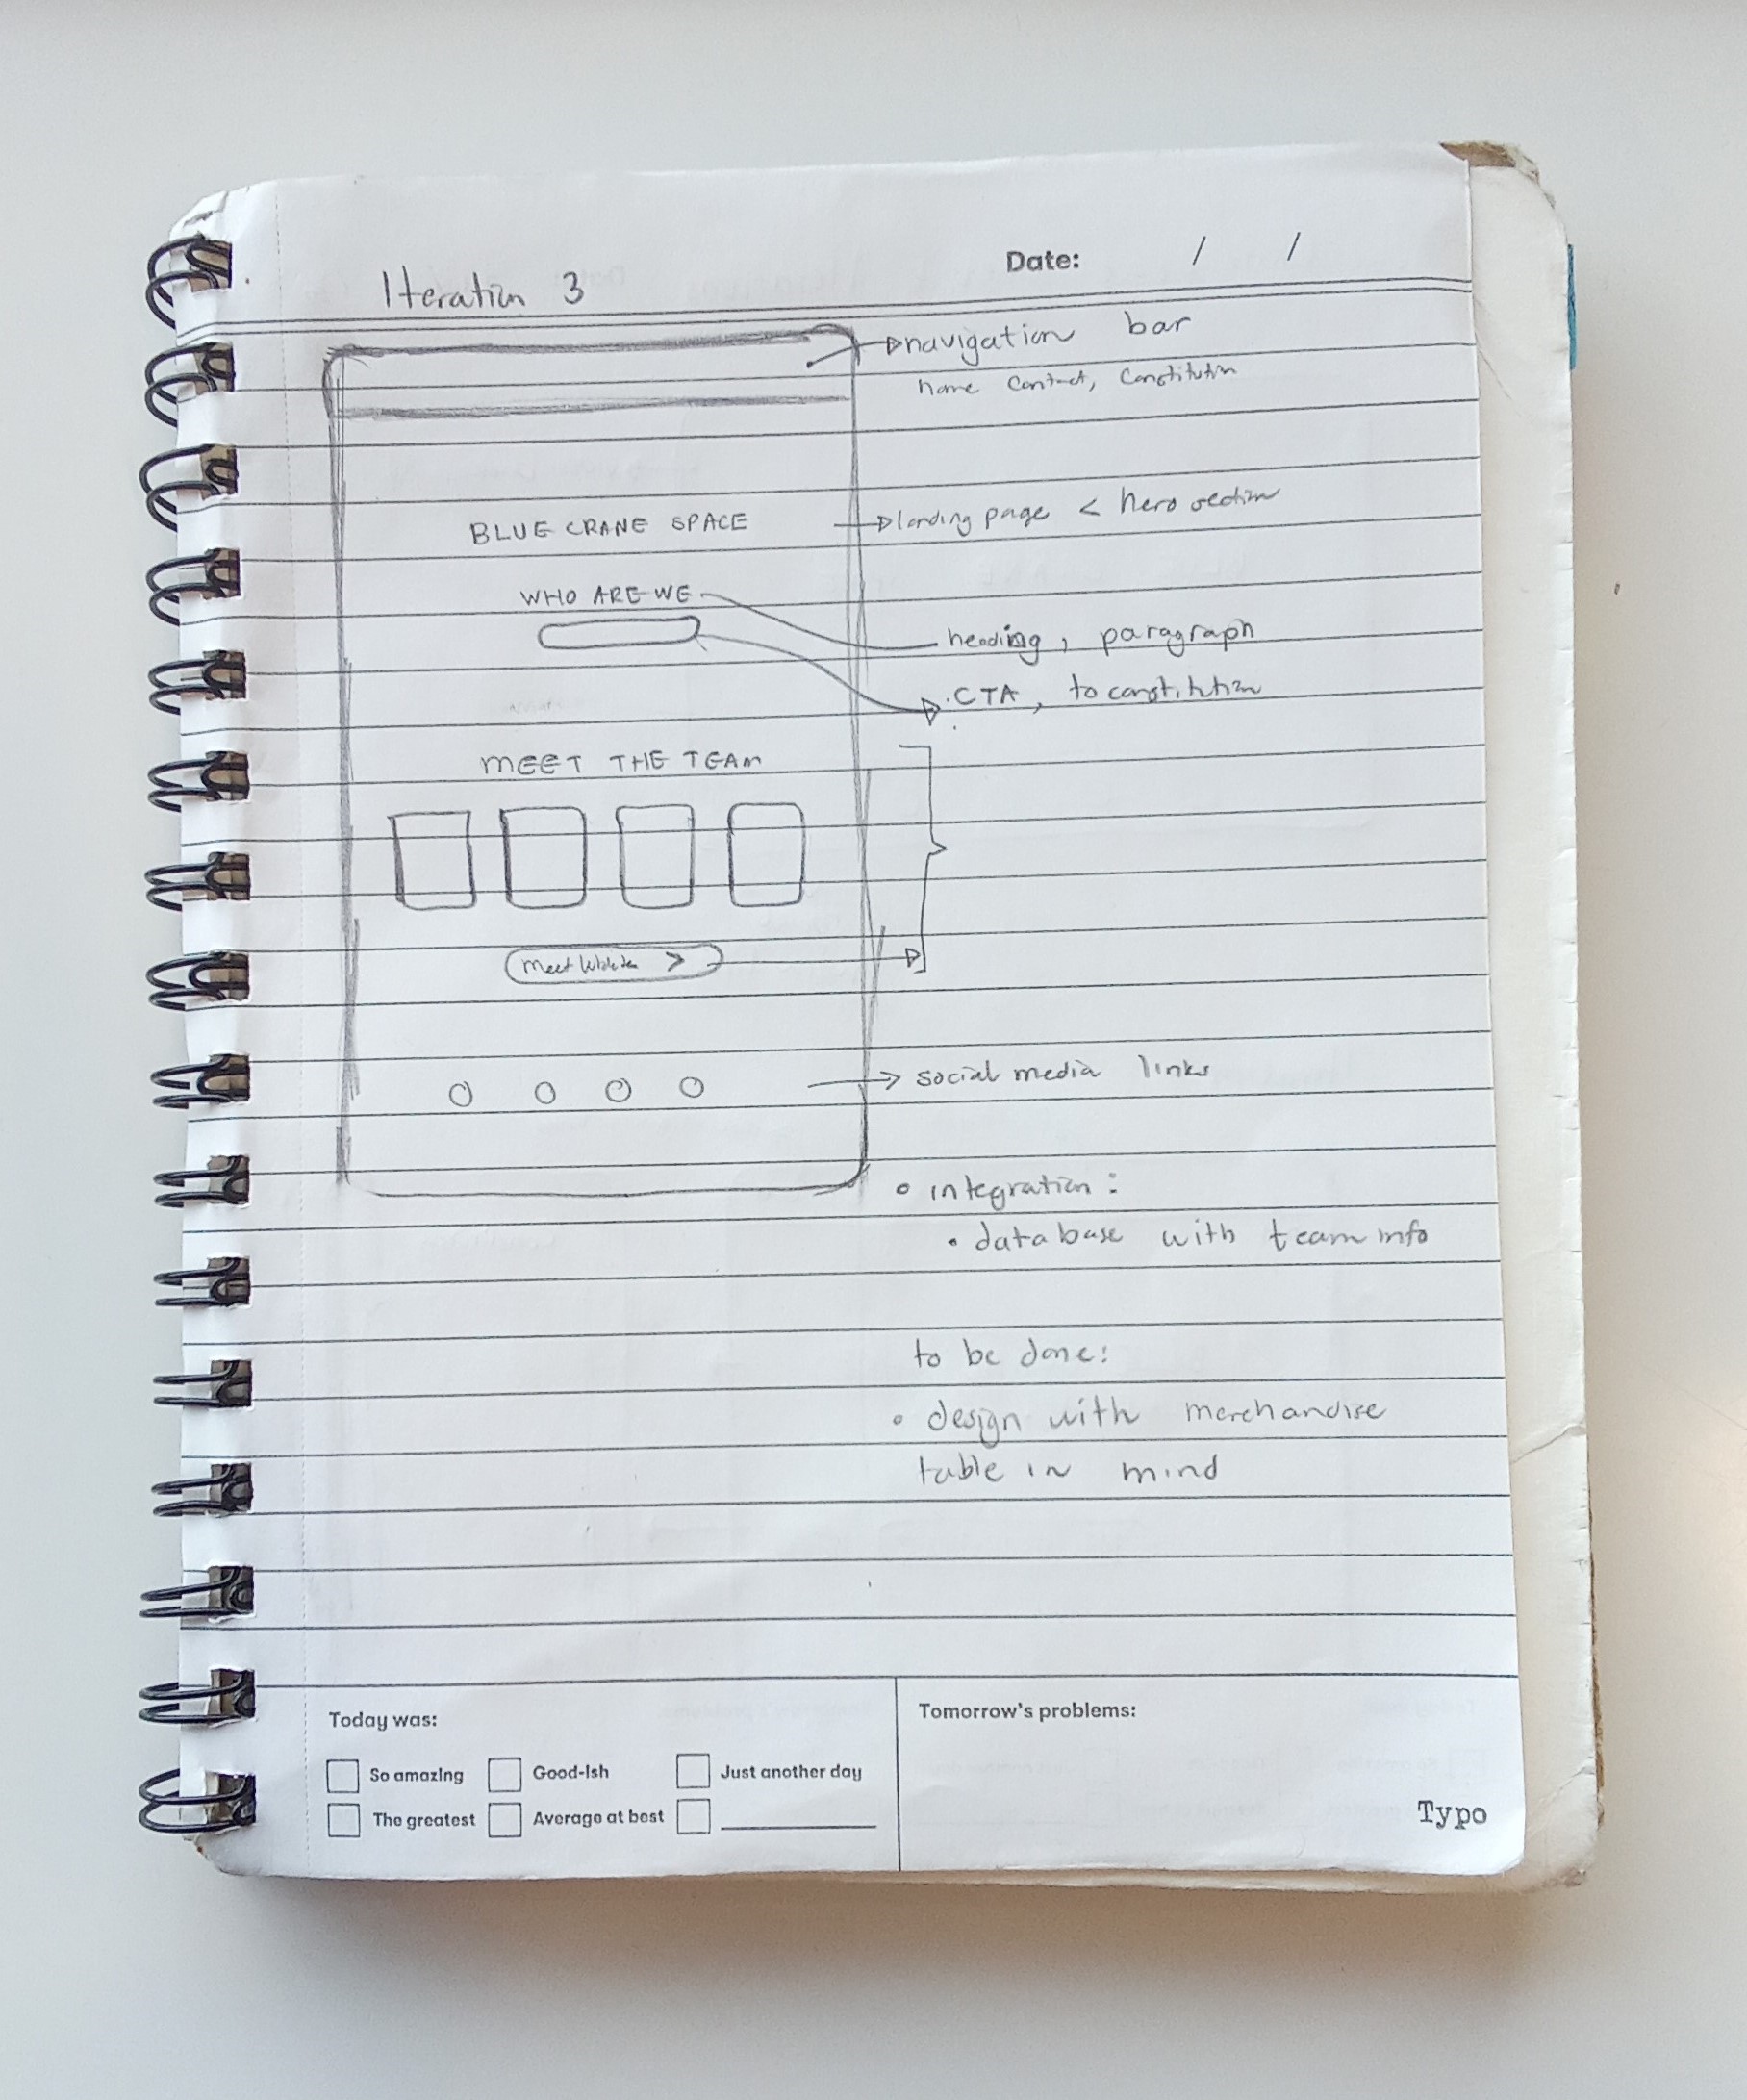 Date: / /
Iteration 3
navigation bar
home contact, constitution
BLUE CRANE SPACE
landing page < hero section
WHO ARE WE
heading, paragraph
CTA, to constitution
MEET THE TEAM
meet >
social media links
• integration:
• database with team info
to be done:
• design with merchandise
table in mind
Today was:
So amazing
Good-ish
Just another day
The greatest
Average at best
Tomorrow's problems:
Typo